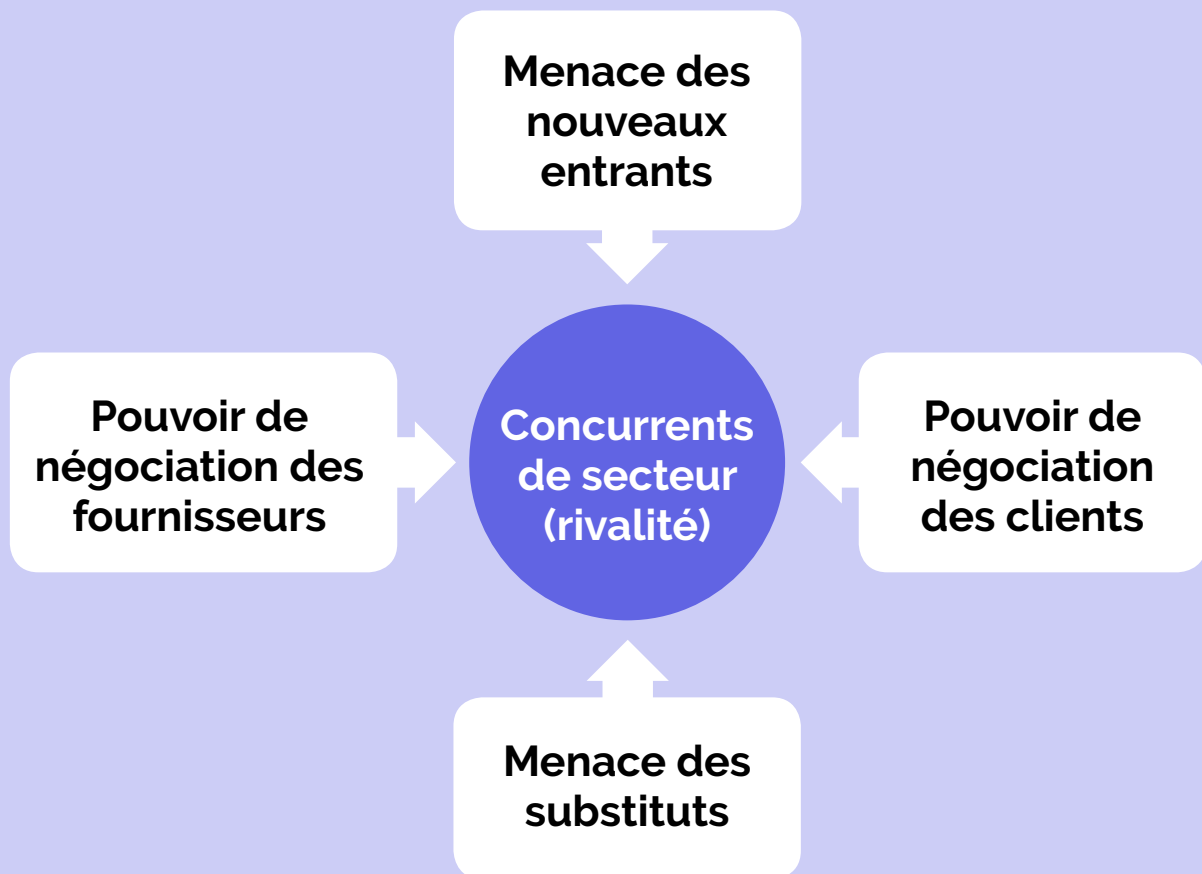 Menace des
nouveaux
entrants
Pouvoir de
négociation des
fournisseurs
Concurrents
de secteur
(rivalité)
Pouvoir de
négociation
des clients
Menace des
substituts